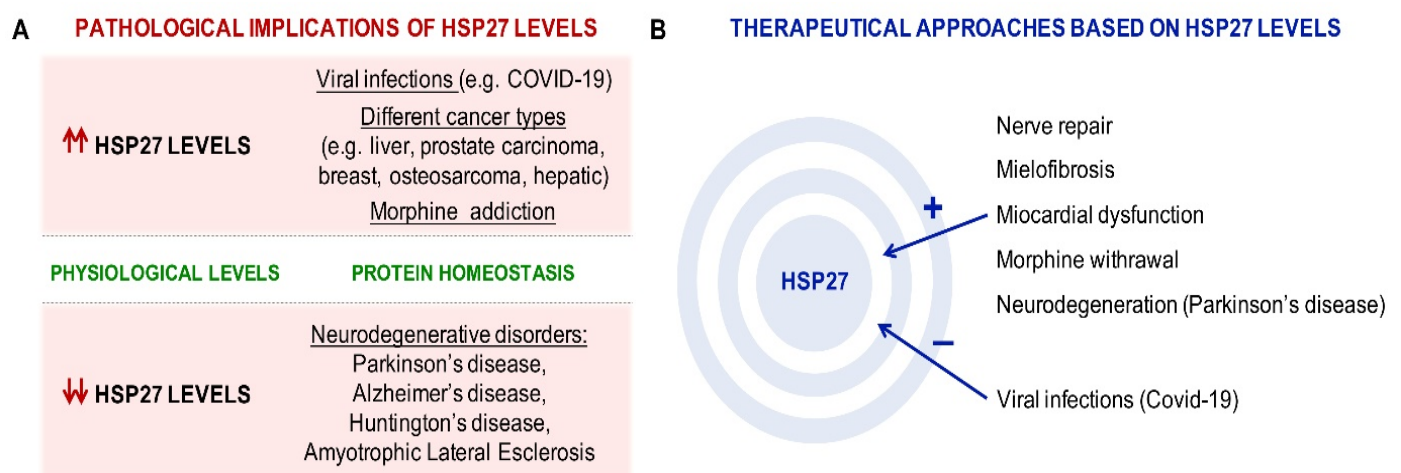 A
PATHOLOGICAL IMPLICATIONS OF HSP27 LEVELS
HSP27 LEVELS
Viral infections (e.g. COVID-19)
Different cancer types
(e.g. liver, prostate carcinoma,
breast, osteosarcoma, hepatic)
Morphine addiction
PHYSIOLOGICAL LEVELS
PROTEIN HOMEOSTASIS
HSP27 LEVELS
Neurodegenerative disorders:
Parkinson's disease,
Alzheimer's disease,
Huntington's disease,
Amyotrophic Lateral Esclerosis
B
THERAPEUTICAL APPROACHES BASED ON HSP27 LEVELS
HSP27
+
−
Nerve repair
Mielofibrosis
Miocardial dysfunction
Morphine withrawal
Neurodegeneration (Parkinson's disease)
Viral infections (Covid-19)